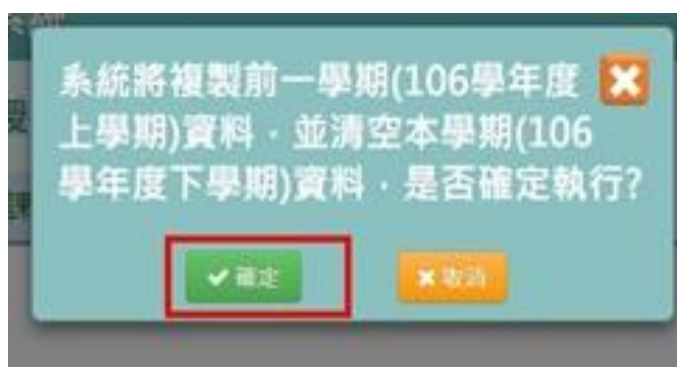 系統將複製前一學期(106學年度
上學期)資料，並清空本學期(106
學年度下學期)資料，是否確定執行?
確定
取消